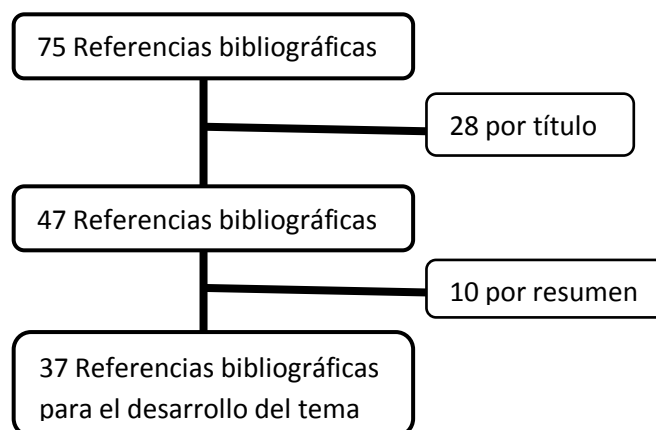 75 Referencias bibliográficas
28 por título
47 Referencias bibliográficas
10 por resumen
37 Referencias bibliográficas
para el desarrollo del tema